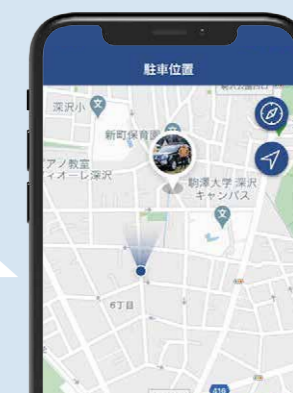 駐車位置
深沢小
新町保育園
アノ教室
ィオーレ深沢
駒澤大学 深沢
キャンパス
6丁目
416